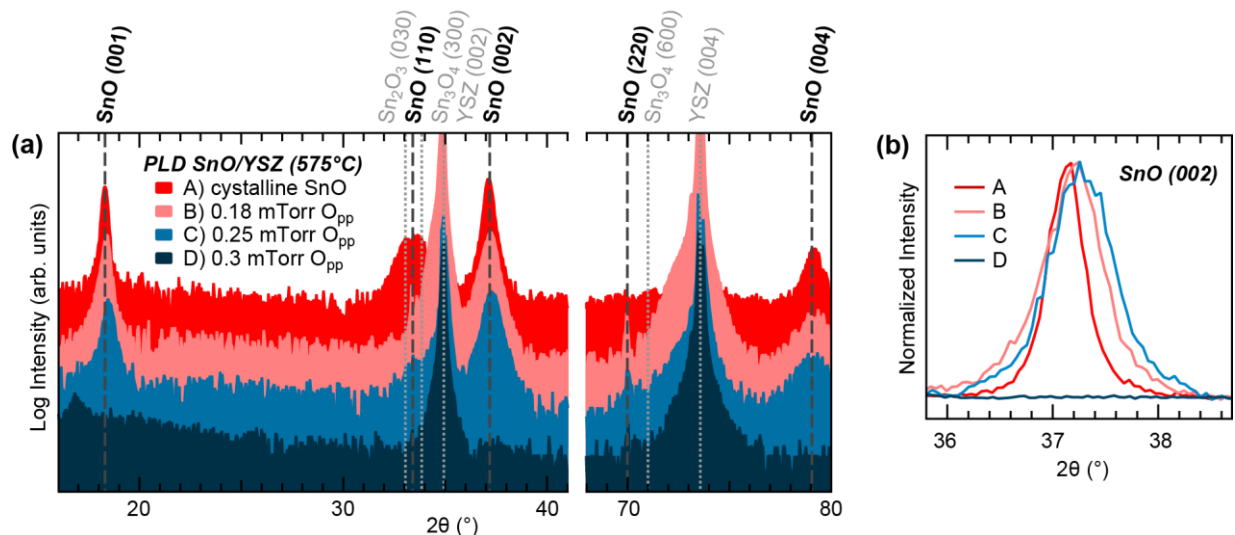 SnO (001)
Sn₂O₃ (030)
SnO (110)
Sn₃O₄ (300)
YSZ (002)
SnO (002)
SnO (220)
Sn₃O₄ (600)
YSZ (004)
SnO (004)
(a)
PLD SnO/YSZ (575°C)
A) cystalline SnO
B) 0.18 mTorr Opp
C) 0.25 mTorr Opp
D) 0.3 mTorr Opp
Log Intensity (arb. units)
20 30 40 70 80
2θ (°)
(b)
SnO (002)
A
B
C
D
Normalized Intensity
36 37 38
2θ (°)